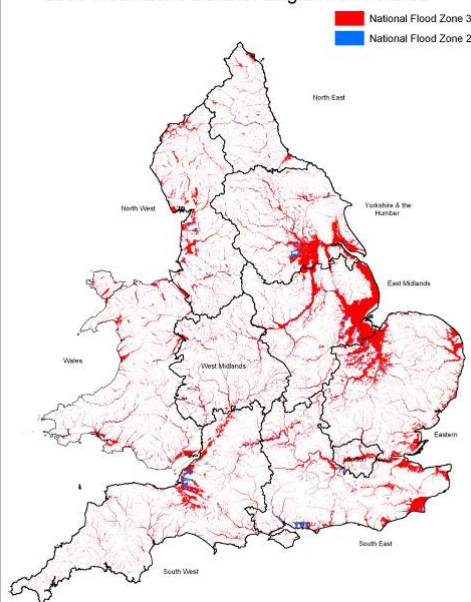 National Flood Zone 3
National Flood Zone 2
North East
North West
Yorkshire & the
Humber
East Midlands
Wales
West Midlands
Eastern
South East
South West